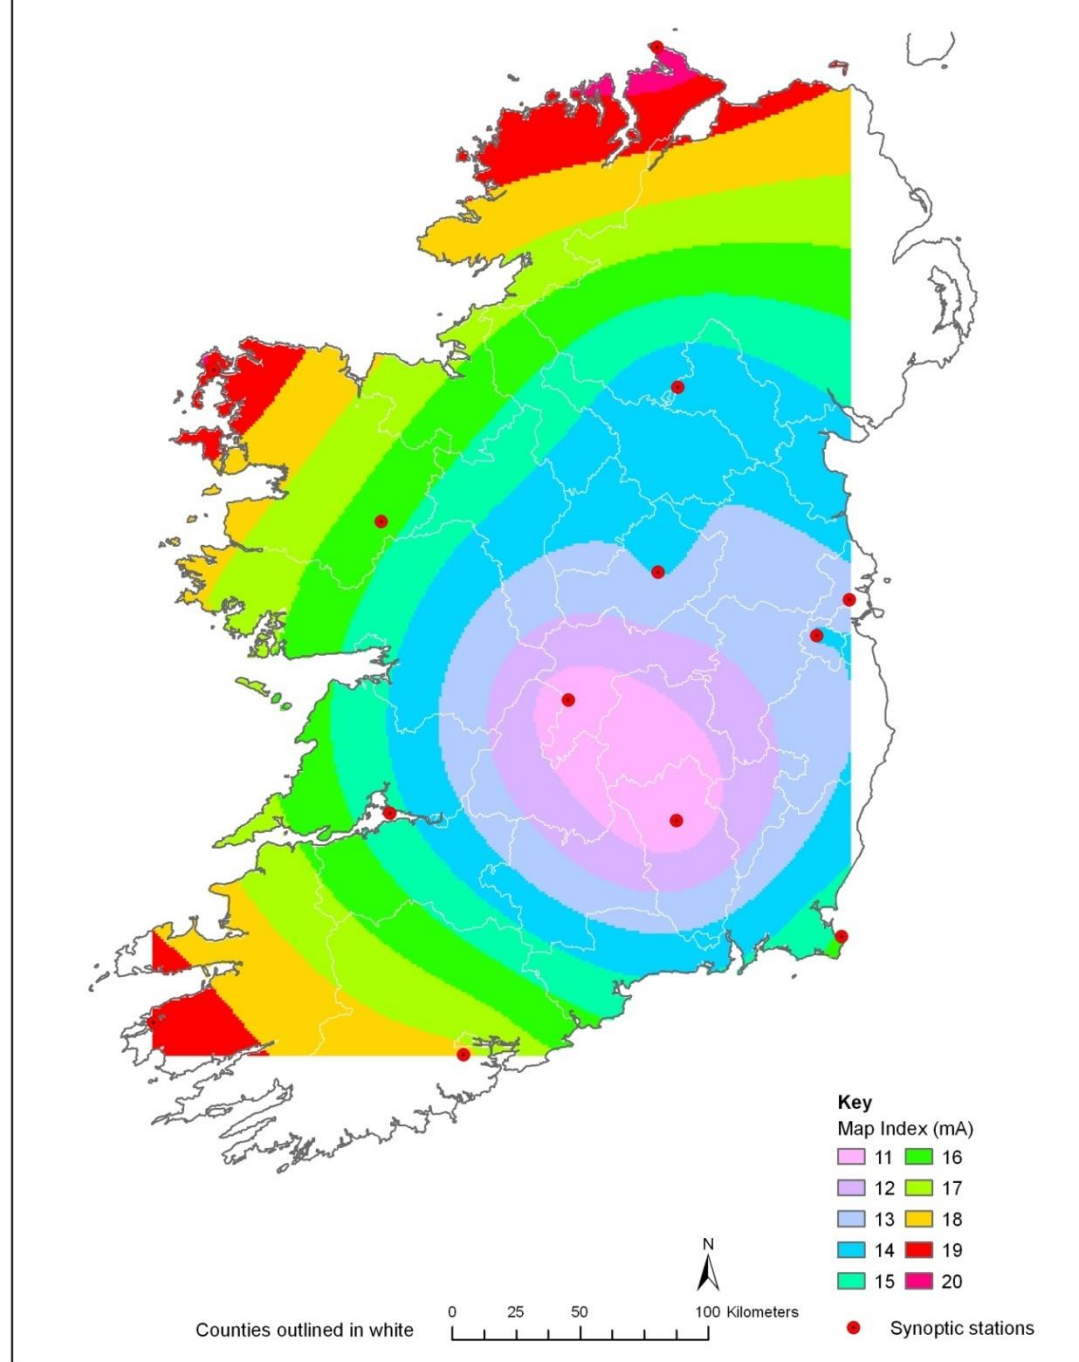 Key
Map Index (mA)
11 16
12 17
13 18
14 19
15 20
N
0 25 50 100 Kilometers
Counties outlined in white
Synoptic stations